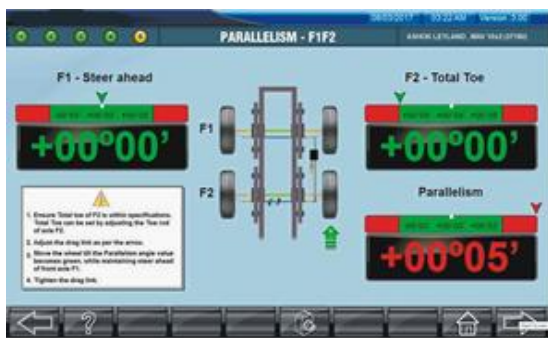 08/03/2017 03:22 AM Version 3.00
PARALLELISM - F1F2
F1 - Steer ahead
F2 - Total Toe
+00°00'
+00°00'
F1
F2
Parallelism
+00°05'
1. Ensure Total toe of F2 is within specifications.
Total Toe can be set by adjusting the Toe rod
of axle F2.
2. Adjust the drag link as per the arrow.
3. Move the wheel till the Parallelism angle value
becomes green, while maintaining steer ahead
of front axle F1.
4. Tighten the drag link.